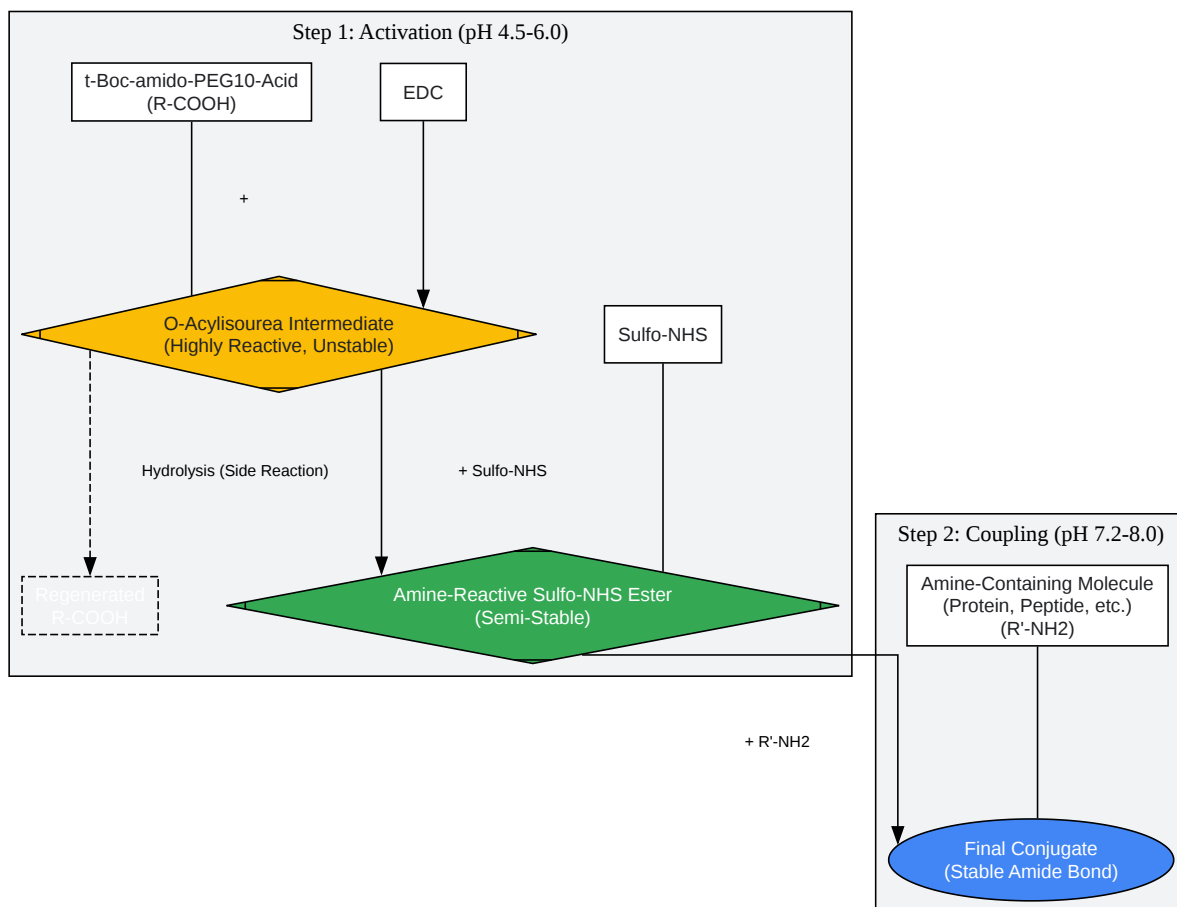 Step 1: Activation (pH 4.5-6.0)
t-Boc-amido-PEG10-Acid
(R-COOH)
EDC
+
O-Acylisourea Intermediate
(Highly Reactive, Unstable)
Sulfo-NHS
Hydrolysis (Side Reaction)
+ Sulfo-NHS
Regenerated
R-COOH
Amine-Reactive Sulfo-NHS Ester
(Semi-Stable)
Step 2: Coupling (pH 7.2-8.0)
Amine-Containing Molecule
(Protein, Peptide, etc.)
(R'-NH2)
+ R'-NH2
Final Conjugate
(Stable Amide Bond)